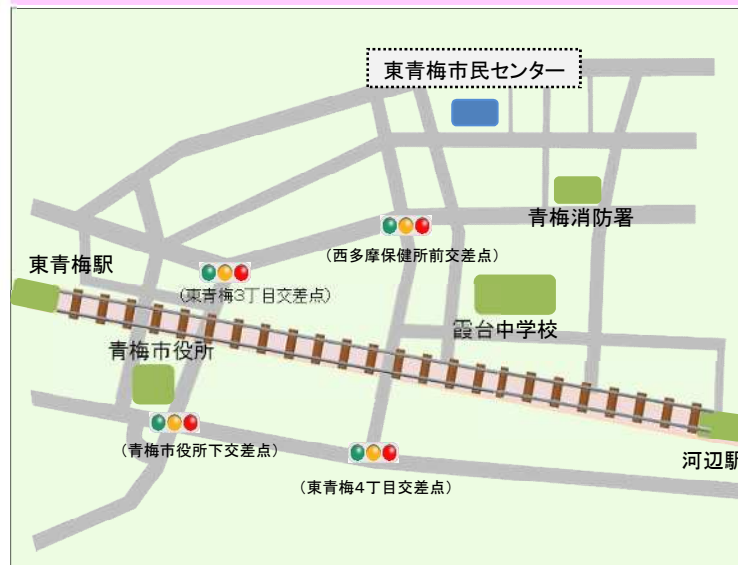 東青梅市民センター
青梅消防署
(西多摩保健所前交差点)
東青梅駅
(東青梅3丁目交差点)
霞台中学校
青梅市役所
(青梅市役所下交差点)
河辺駅
(東青梅4丁目交差点)